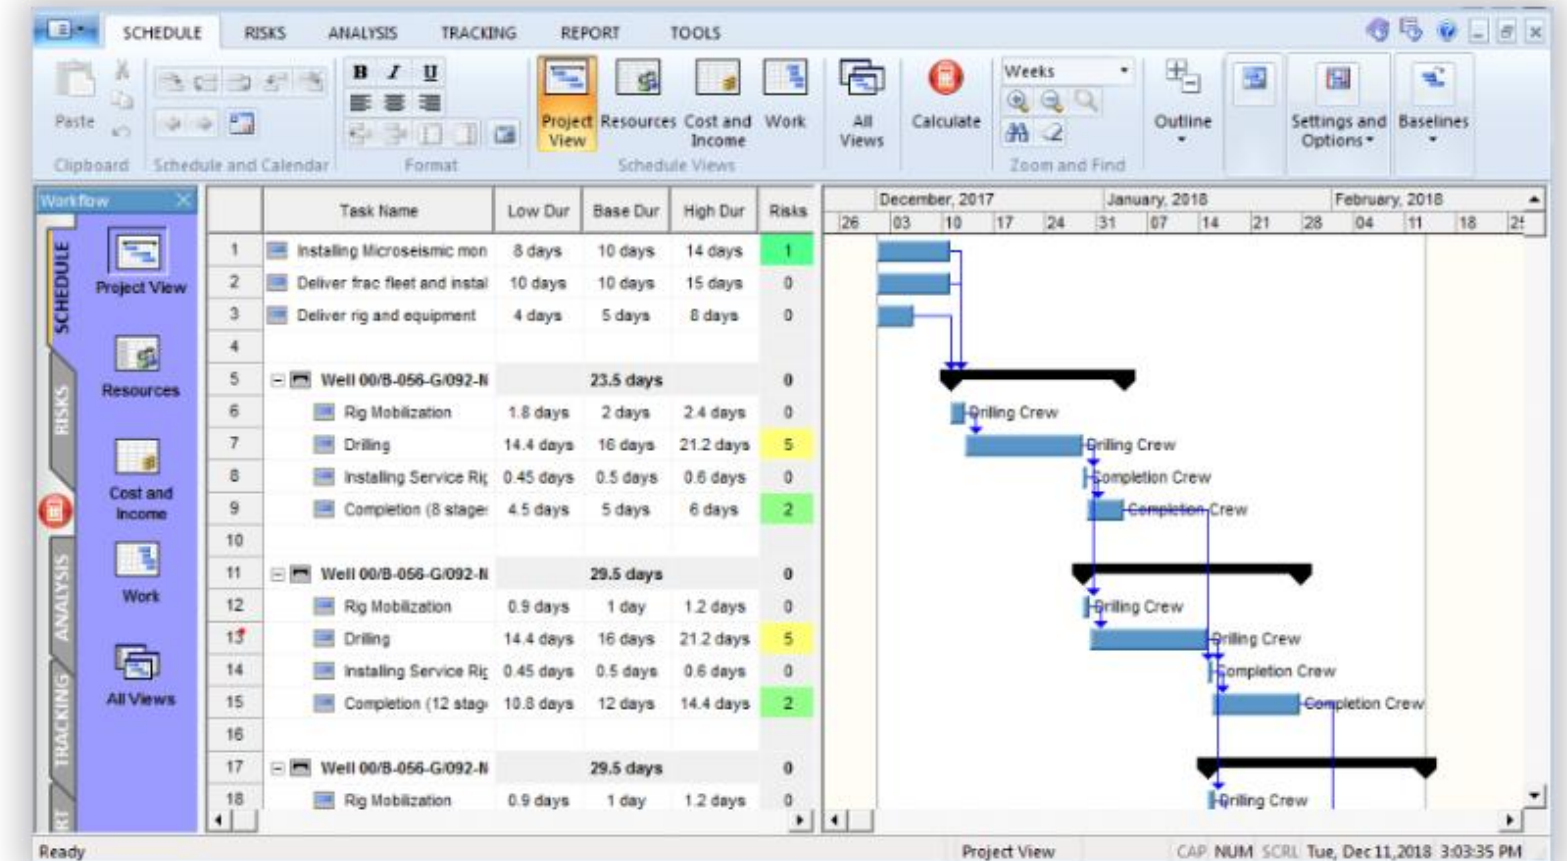 SCHEDULE RISKS ANALYSIS TRACKING REPORT TOOLS
Paste
Clipboard
Schedule and Calendar
B I U
Format
Project View
Resources
Cost and Income
Work
Schedule Views
All Views
Calculate
Weeks
Zoom and Find
Outline
Settings and Options
Baselines
Workflow
SCHEDULE
RISKS
ANALYSIS
TRACKING
RT
Project View
Resources
Cost and Income
Work
All Views
Task Name Low Dur Base Dur High Dur Risks
1 Installing Microseismic mon 8 days 10 days 14 days 1
2 Deliver frac fleet and instal 10 days 10 days 15 days 0
3 Deliver rig and equipment 4 days 5 days 8 days 0
4
5 Well 00/B-056-G/092-N 23.5 days 0
6 Rig Mobilization 1.8 days 2 days 2.4 days 0
7 Drilling 14.4 days 16 days 21.2 days 5
8 Installing Service Rig 0.45 days 0.5 days 0.6 days 0
9 Completion (8 stage 4.5 days 5 days 6 days 2
10
11 Well 00/B-056-G/092-N 29.5 days 0
12 Rig Mobilization 0.9 days 1 day 1.2 days 0
13 Drilling 14.4 days 16 days 21.2 days 5
14 Installing Service Rig 0.45 days 0.5 days 0.6 days 0
15 Completion (12 stag 10.8 days 12 days 14.4 days 2
16
17 Well 00/B-056-G/092-N 29.5 days 0
18 Rig Mobilization 0.9 days 1 day 1.2 days 0
December, 2017 January, 2018 February, 2018
26 03 10 17 24 31 07 14 21 28 04 11 18 25
Drilling Crew
Drilling Crew
Completion Crew
Completion Crew
Drilling Crew
Drilling Crew
Completion Crew
Completion Crew
Drilling Crew
Ready
Project View
CAP NUM SCRL Tue, Dec 11,2018 3:03:35 PM